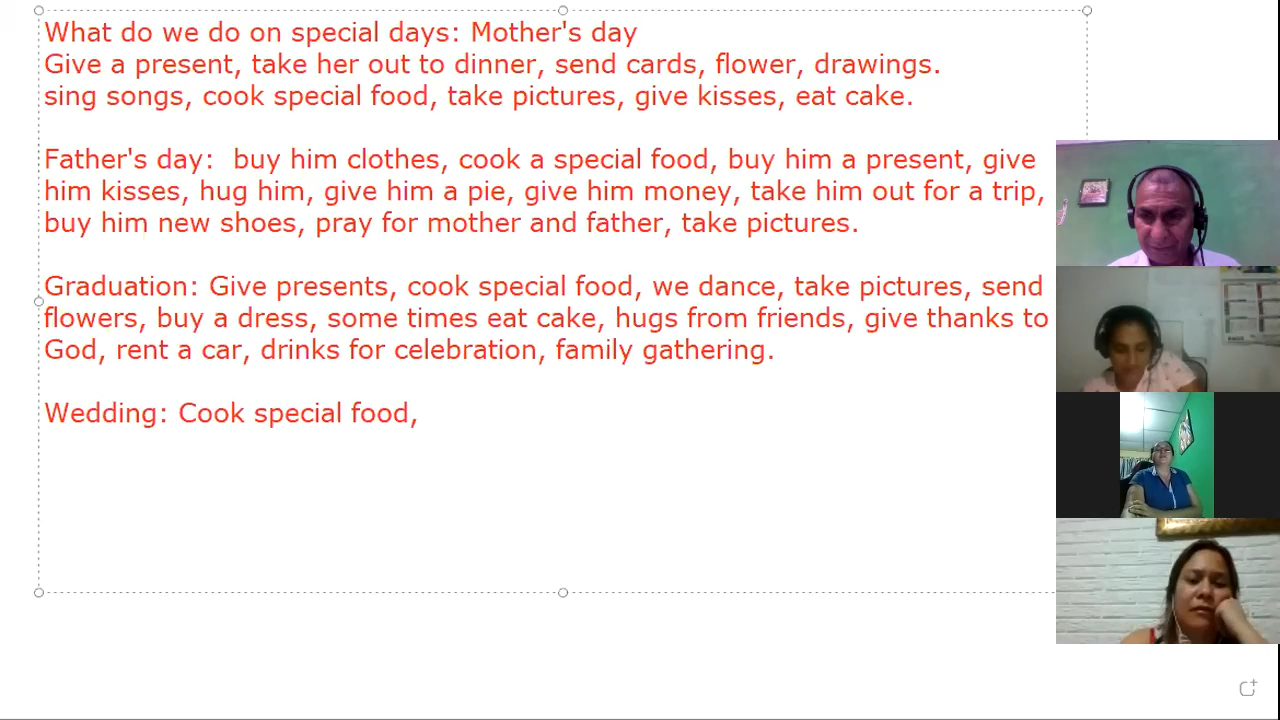 What do we do on special days: Mother's day
Give a present, take her out to dinner, send cards, flower, drawings.
sing songs, cook special food, take pictures, give kisses, eat cake.
Father's day:  buy him clothes, cook a special food, buy him a present, give
him kisses, hug him, give him a pie, give him money, take him out for a trip,
buy him new shoes, pray for mother and father, take pictures.
Graduation: Give presents, cook special food, we dance, take pictures, send
flowers, buy a dress, some times eat cake, hugs from friends, give thanks to
God, rent a car, drinks for celebration, family gathering.
Wedding: Cook special food,